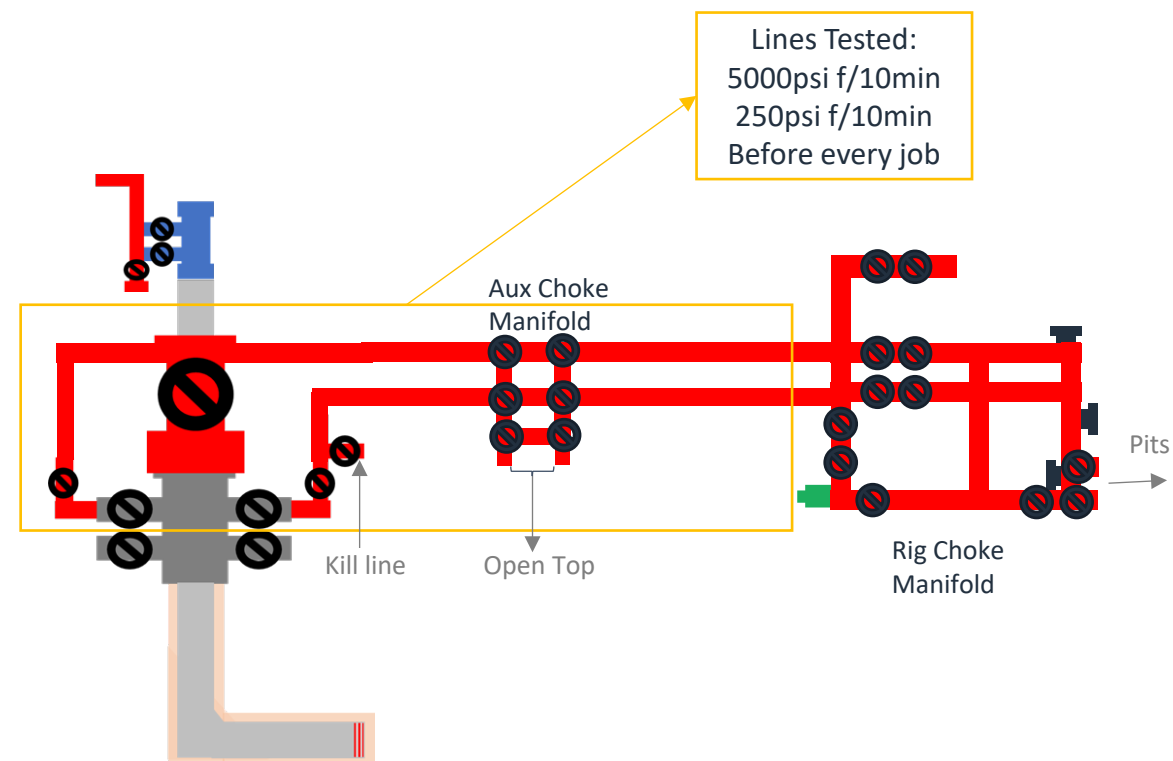 Lines Tested:
5000psi f/10min
250psi f/10min
Before every job
Aux Choke
Manifold
Pits
Kill line
Open Top
Rig Choke
Manifold